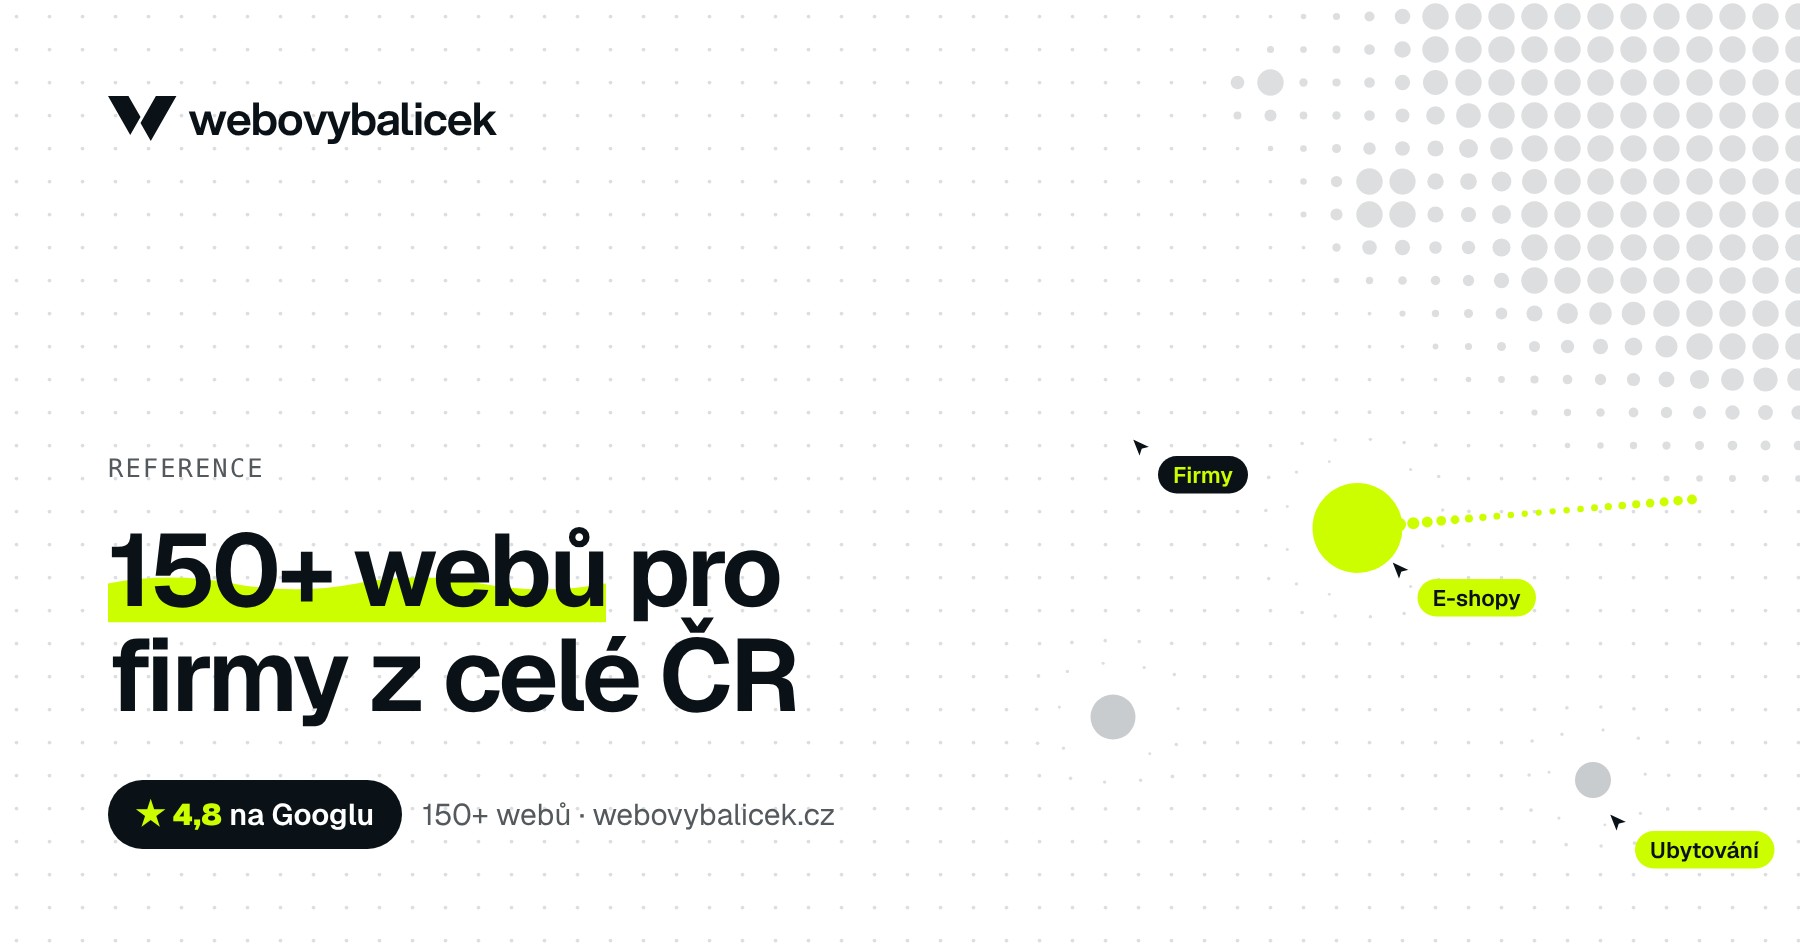 webovybalicek
REFERENCE
150+ webů pro
firmy z celé ČR
★ 4,8 na Googlu
150+ webů · webovybalicek.cz
Firmy
E-shopy
Ubytování